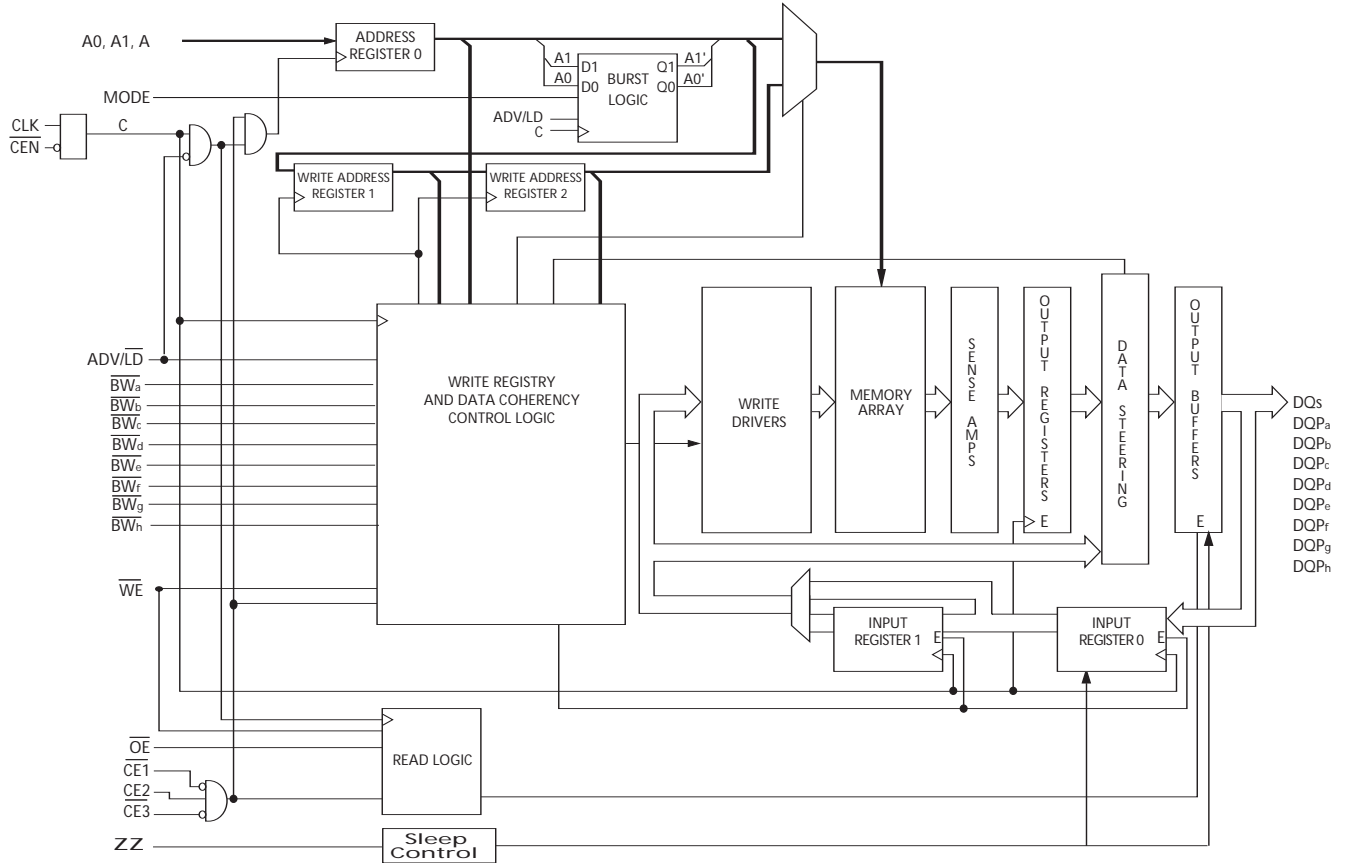 A0, A1, A
ADDRESS
REGISTER 0
A1
A0
D1
D0
BURST
LOGIC
Q1
Q0
A1'
A0'
MODE
ADV/LD
C
CLK
CEN
C
WRITE ADDRESS
REGISTER 1
WRITE ADDRESS
REGISTER 2
ADV/LD
BWa
BWb
BWc
BWd
BWe
BWf
BWg
BWh
WE
WRITE REGISTRY
AND DATA COHERENCY
CONTROL LOGIC
WRITE
DRIVERS
MEMORY
ARRAY
SENSE AMPS
OUTPUT REGISTERS
E
DATA STEERING
OUTPUT BUFFERS
E
DQs
DQPa
DQPb
DQPc
DQPd
DQPe
DQPf
DQPg
DQPh
INPUT
REGISTER 1
E
INPUT
REGISTER 0
E
OE
CE1
CE2
CE3
READ LOGIC
ZZ
Sleep
Control